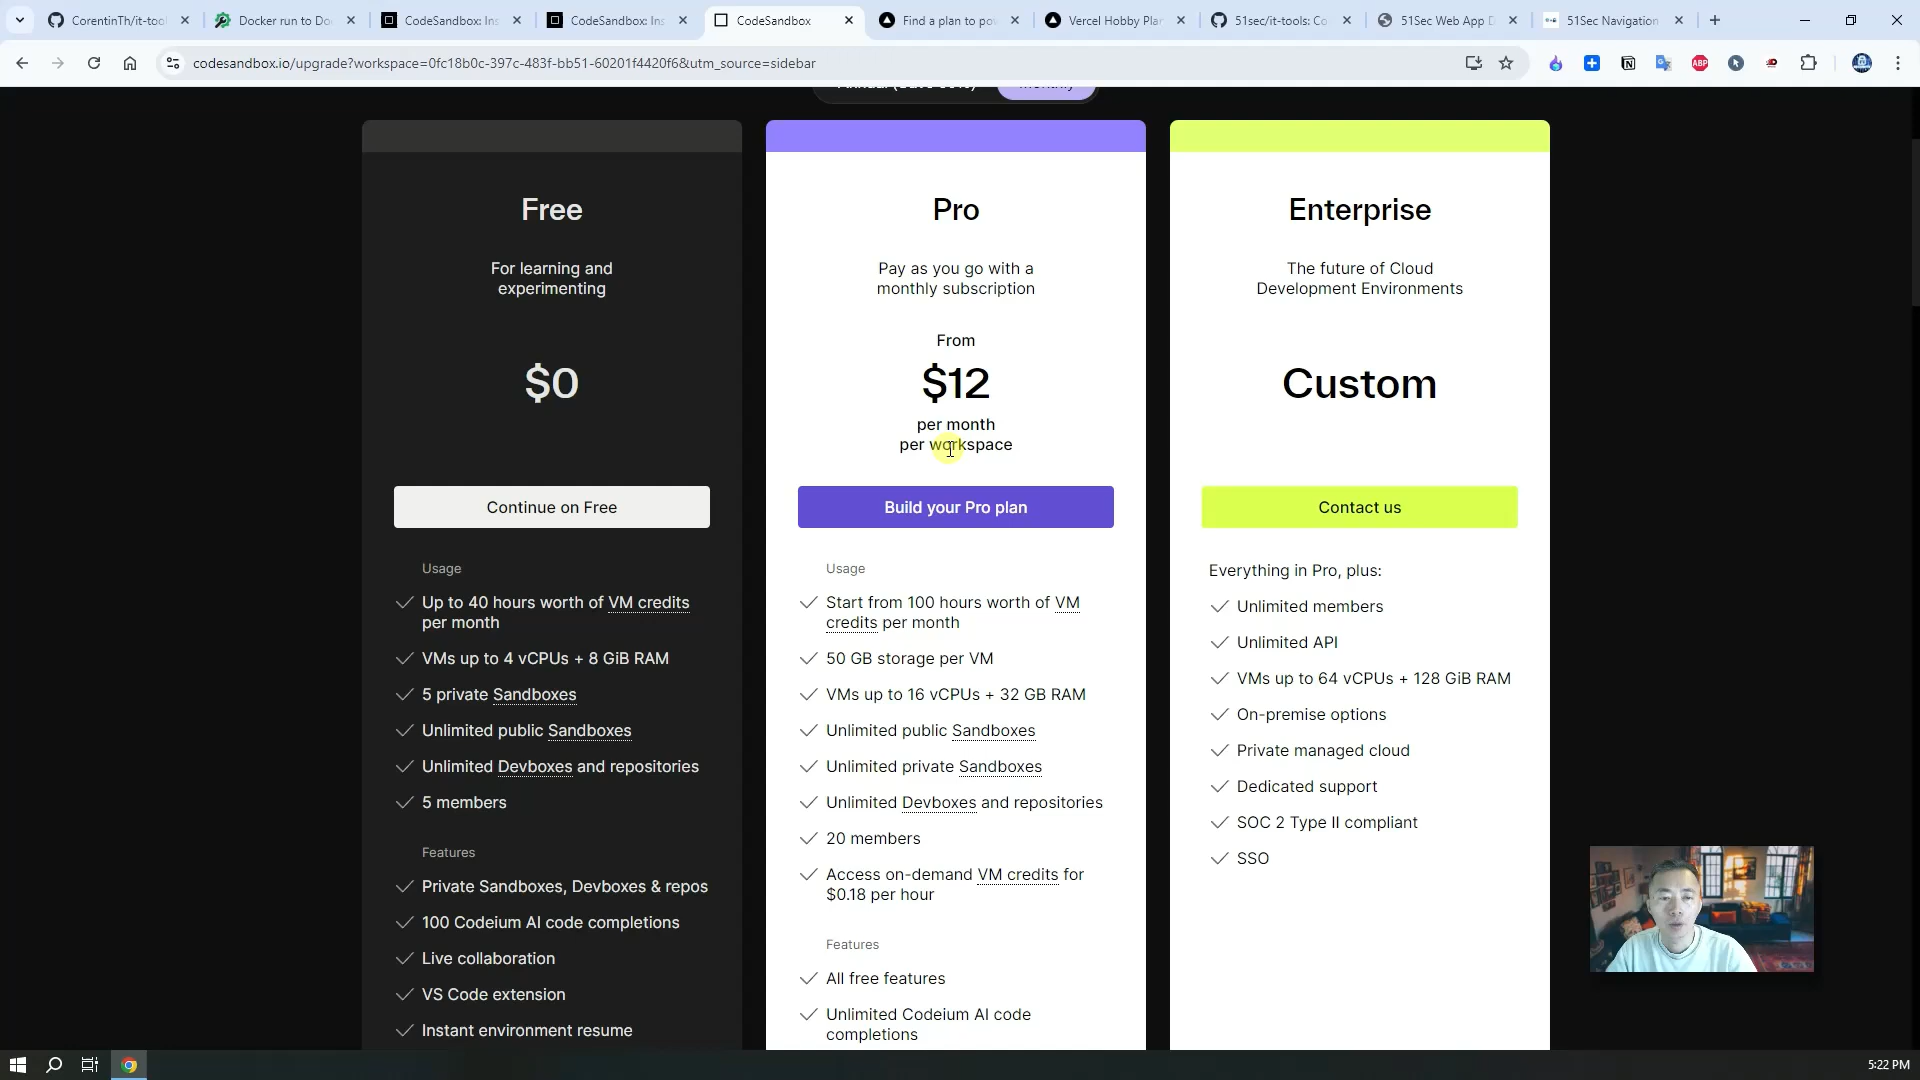 CorentinTh/it-tool
Docker run to Do
CodeSandbox: Ins
CodeSandbox: Ins
CodeSandbox
Find a plan to po
Vercel Hobby Plan
51sec/it-tools: Co
51Sec Web App D
51Sec Navigation
codesandbox.io/upgrade?workspace=0fc18b0c-397c-483f-bb51-60201f4420f6&utm_source=sidebar
ABP
Free
For learning and
experimenting
$0
Continue on Free
Usage
Up to 40 hours worth of VM credits
per month
VMs up to 4 vCPUs + 8 GiB RAM
5 private Sandboxes
Unlimited public Sandboxes
Unlimited Devboxes and repositories
5 members
Features
Private Sandboxes, Devboxes & repos
100 Codeium AI code completions
Live collaboration
VS Code extension
Instant environment resume
Pro
Pay as you go with a
monthly subscription
From
$12
per month
per workspace
Build your Pro plan
Usage
Start from 100 hours worth of VM
credits per month
50 GB storage per VM
VMs up to 16 vCPUs + 32 GB RAM
Unlimited public Sandboxes
Unlimited private Sandboxes
Unlimited Devboxes and repositories
20 members
Access on-demand VM credits for
$0.18 per hour
Features
All free features
Unlimited Codeium AI code
completions
Enterprise
The future of Cloud
Development Environments
Custom
Contact us
Everything in Pro, plus:
Unlimited members
Unlimited API
VMs up to 64 vCPUs + 128 GiB RAM
On-premise options
Private managed cloud
Dedicated support
SOC 2 Type II compliant
SSO
5:22 PM